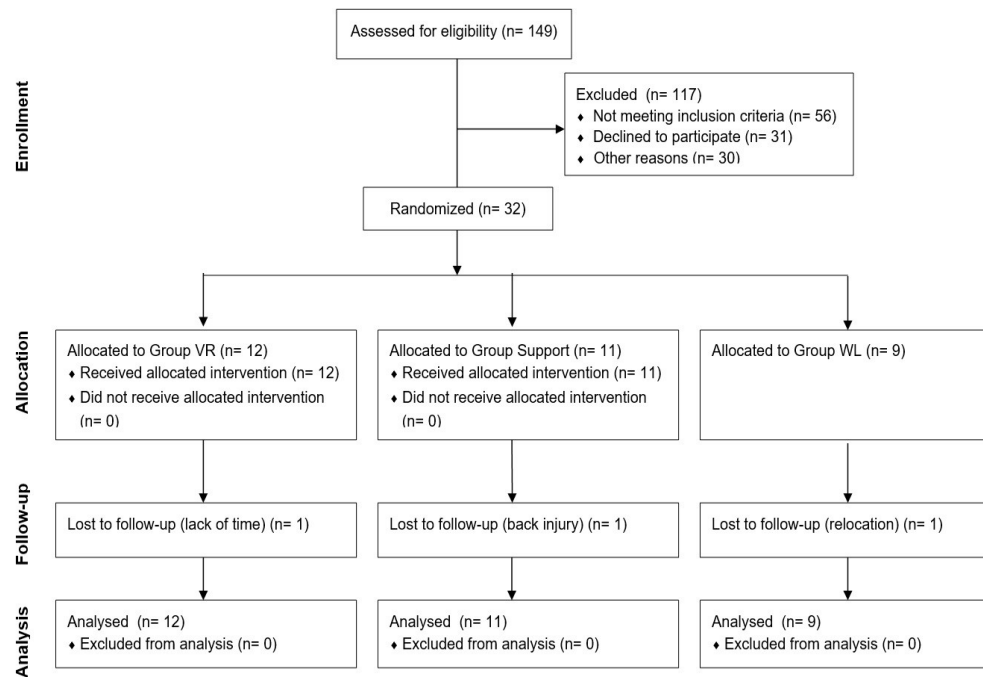 Assessed for eligibility (n= 149)
Enrollment
Excluded (n= 117)
♦ Not meeting inclusion criteria (n= 56)
♦ Declined to participate (n= 31)
♦ Other reasons (n= 30)
Randomized (n= 32)
Allocation
Allocated to Group VR (n= 12)
♦ Received allocated intervention (n= 12)
♦ Did not receive allocated intervention
(n= 0)
Allocated to Group Support (n= 11)
♦ Received allocated intervention (n= 11)
♦ Did not receive allocated intervention
(n= 0)
Allocated to Group WL (n= 9)
Follow-up
Lost to follow-up (lack of time) (n= 1)
Lost to follow-up (back injury) (n= 1)
Lost to follow-up (relocation) (n= 1)
Analysis
Analysed (n= 12)
♦ Excluded from analysis (n= 0)
Analysed (n= 11)
♦ Excluded from analysis (n= 0)
Analysed (n= 9)
♦ Excluded from analysis (n= 0)